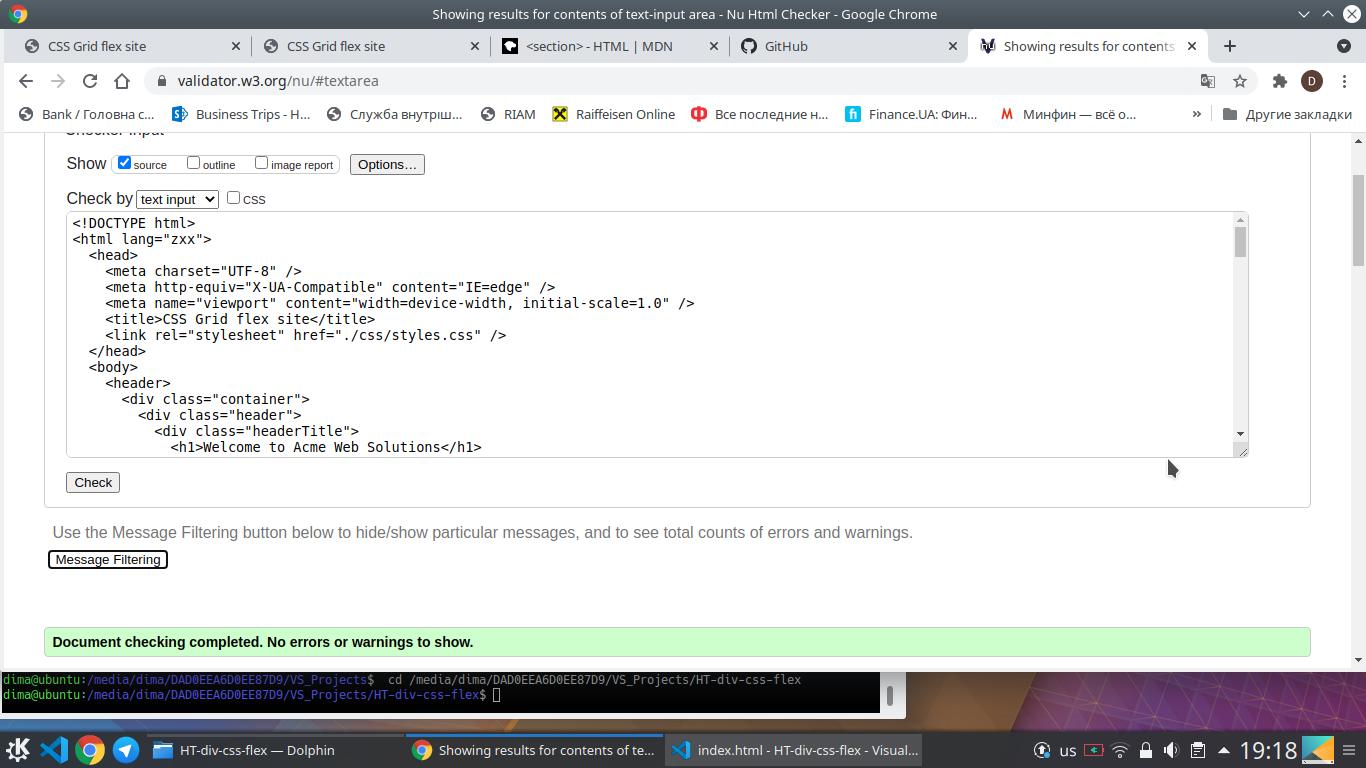 Showing results for contents of text-input area - Nu Html Checker - Google Chrome
CSS Grid flex site
CSS Grid flex site
<section> - HTML | MDN
GitHub
Showing results for contents
validator.w3.org/nu/#textarea
D
Bank / Головна с...
Business Trips - H...
Служба внутріш...
RIAM
Raiffeisen Online
Все последние н...
Finance.UA: Фин...
Минфин — всё о...
»
Другие закладки
Checker Input
Show source outline image report Options...
Check by text input CSS
<!DOCTYPE html>
<html lang="zxx">
<head>
<meta charset="UTF-8" />
<meta http-equiv="X-UA-Compatible" content="IE=edge" />
<meta name="viewport" content="width=device-width, initial-scale=1.0" />
<title>CSS Grid flex site</title>
<link rel="stylesheet" href="./css/styles.css" />
</head>
<body>
<header>
<div class="container">
<div class="header">
<div class="headerTitle">
<h1>Welcome to Acme Web Solutions</h1>
Check
Use the Message Filtering button below to hide/show particular messages, and to see total counts of errors and warnings.
Message Filtering
Document checking completed. No errors or warnings to show.
dima@ubuntu:/media/dima/DAD0EEA6D0EE87D9/VS_Projects$ cd /media/dima/DAD0EEA6D0EE87D9/VS_Projects/HT-div-css-flex
dima@ubuntu:/media/dima/DAD0EEA6D0EE87D9/VS_Projects/HT-div-css-flex$
HT-div-css-flex — Dolphin
Showing results for contents of te...
index.html - HT-div-css-flex - Visual...
us
19:18